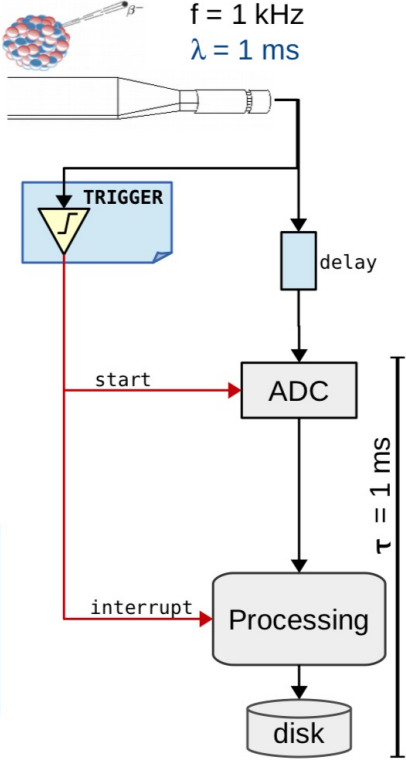 β⁻
f = 1 kHz
λ = 1 ms
TRIGGER
delay
start
ADC
τ = 1 ms
interrupt
Processing
disk